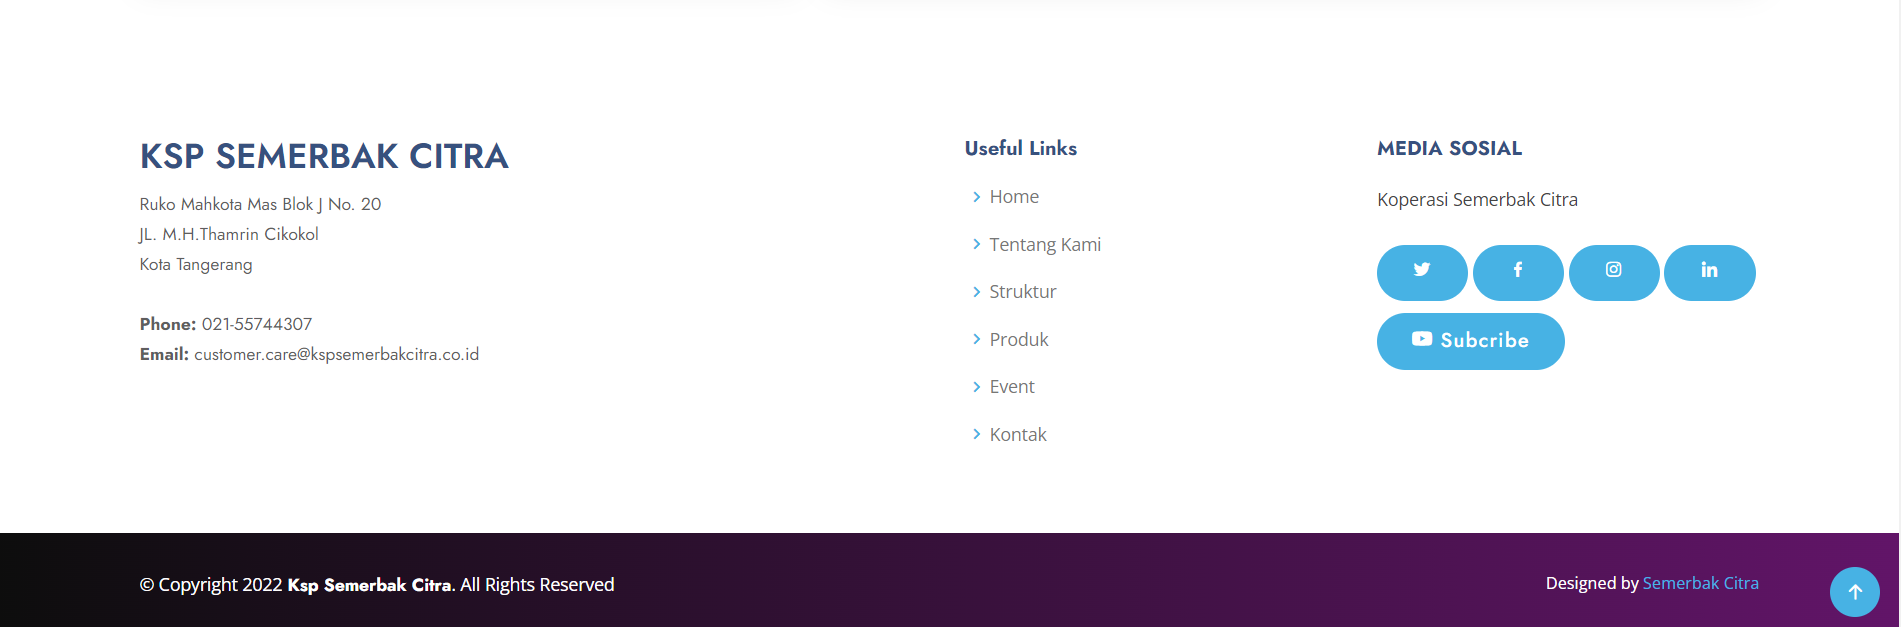 KSP SEMERBAK CITRA
Ruko Mahkota Mas Blok J No. 20
JL. M.H.Thamrin Cikokol
Kota Tangerang
Phone: 021-55744307
Email: customer.care@kspsemerbakcitra.co.id
Useful Links
Home
Tentang Kami
Struktur
Produk
Event
Kontak
MEDIA SOSIAL
Koperasi Semerbak Citra
Subcribe
© Copyright 2022 Ksp Semerbak Citra. All Rights Reserved
Designed by Semerbak Citra